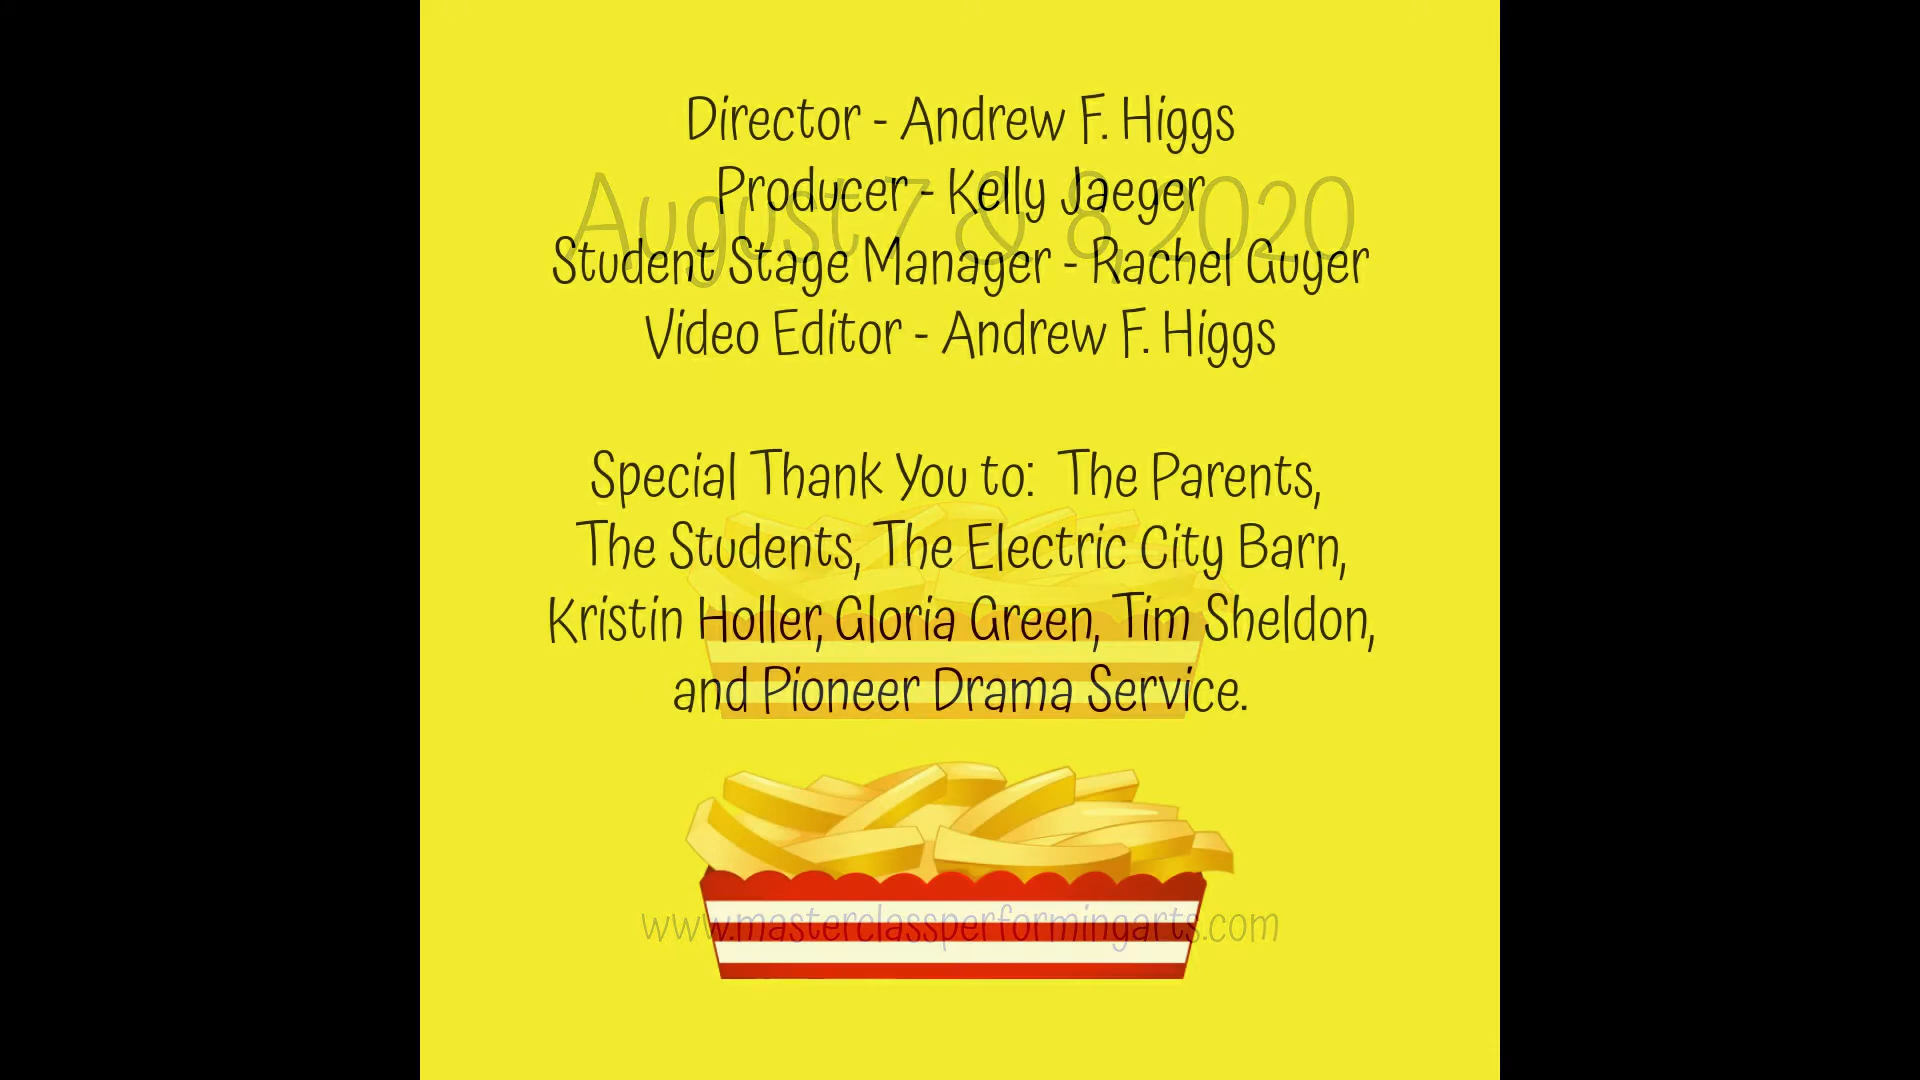 Director - Andrew F. Higgs
Producer - Kelly Jaeger
August 7 & 8, 2020
Student Stage Manager - Rachel Guyer
Video Editor - Andrew F. Higgs
Special Thank You to: The Parents,
The Students, The Electric City Barn,
Kristin Holler, Gloria Green, Tim Sheldon,
and Pioneer Drama Service.
www.masterclassperformingarts.com